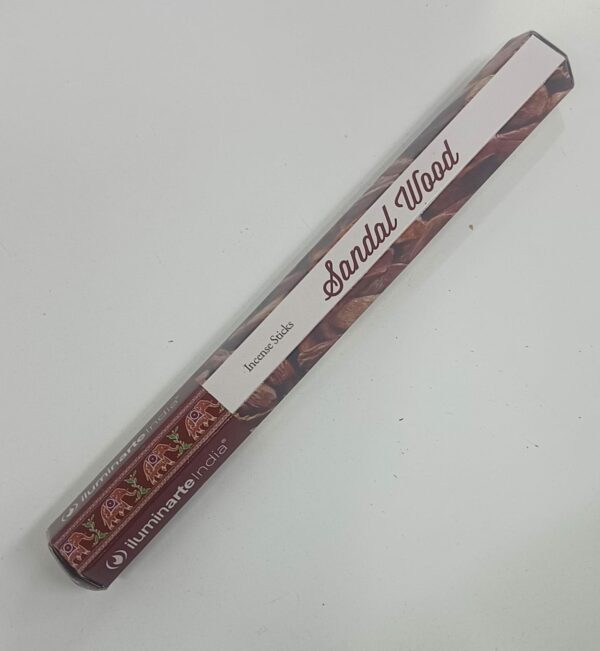 Sandal Wood
Incense Sticks
iluminarteIndia®
iluminarteIndia®